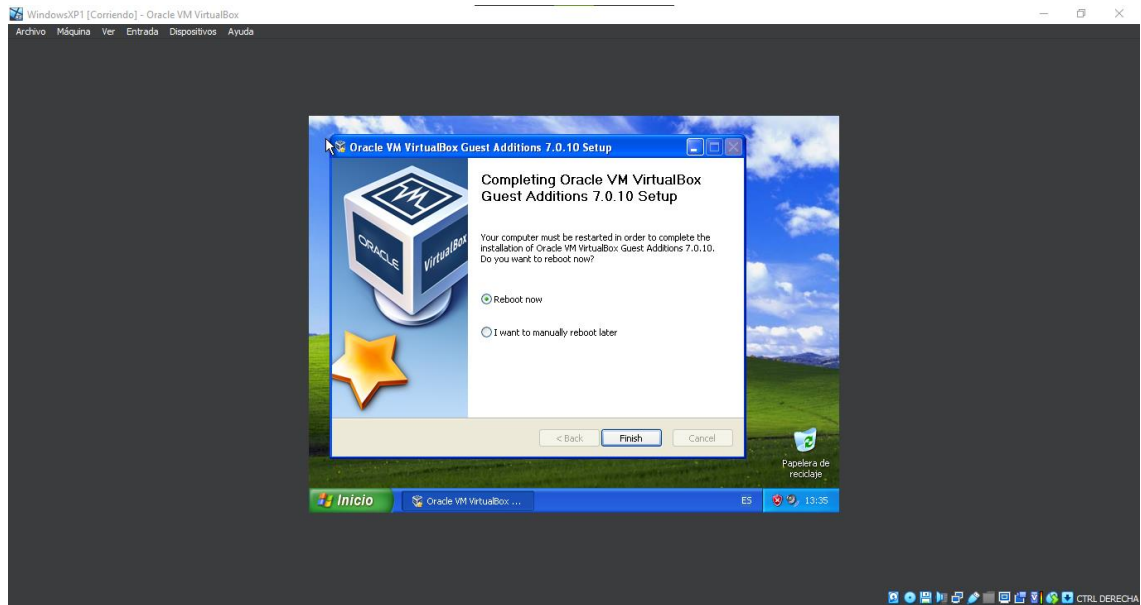 WindowsXP1 [Corriendo] - Oracle VM VirtualBox
Archivo Máquina Ver Entrada Dispositivos Ayuda
Oracle VM VirtualBox Guest Additions 7.0.10 Setup
ORACLE
VirtualBox
Completing Oracle VM VirtualBox
Guest Additions 7.0.10 Setup
Your computer must be restarted in order to complete the
installation of Oracle VM VirtualBox Guest Additions 7.0.10.
Do you want to reboot now?
Reboot now
I want to manually reboot later
< Back Finish Cancel
Papelera de
reciclaje
Inicio Oracle VM VirtualBox ... ES 13:35
CTRL DERECHA